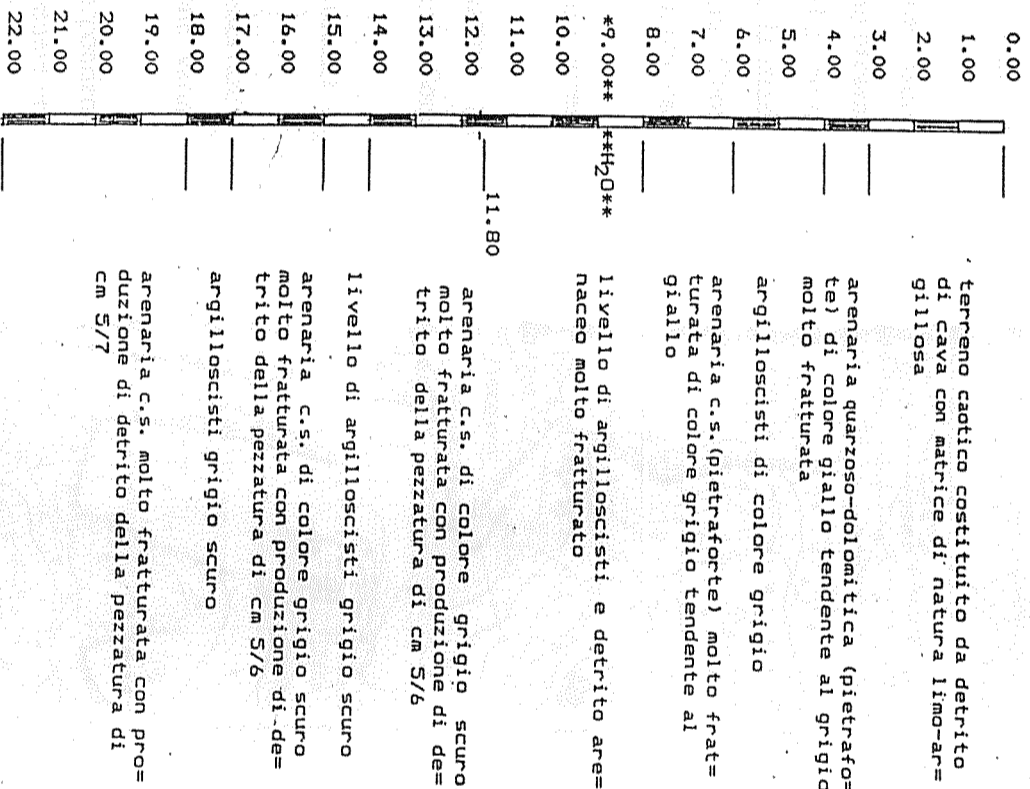 0.00
1.00
2.00
3.00
4.00
5.00
6.00
7.00
8.00
*9.00** **H2O**
10.00
11.00
11.80
12.00
13.00
14.00
15.00
16.00
17.00
18.00
19.00
20.00
21.00
22.00
terreno caotico costituito da detrito
di cava con matrice di natura limo-ar=
gillosa
arenaria quarzoso-dolomitica (pietrafo=
te) di colore giallo tendente al grigio
molto fratturata
argilloscisti di colore grigio
arenaria c.s.(pietraforte) molto frat=
turata di colore grigio tendente al
giallo
livello di argilloscisti e detrito are=
naceo molto fratturato
arenaria c.s. di colore grigio scuro
molto fratturata con produzione di de=
trito della pezzatura di cm 5/6
livello di argilloscisti grigio scuro
arenaria c.s. di colore grigio scuro
molto fratturata con produzione di de=
trito della pezzatura di cm 5/6
argilloscisti grigio scuro
arenaria c.s. molto fratturata con pro=
duzione di detrito della pezzatura di
cm 5/7